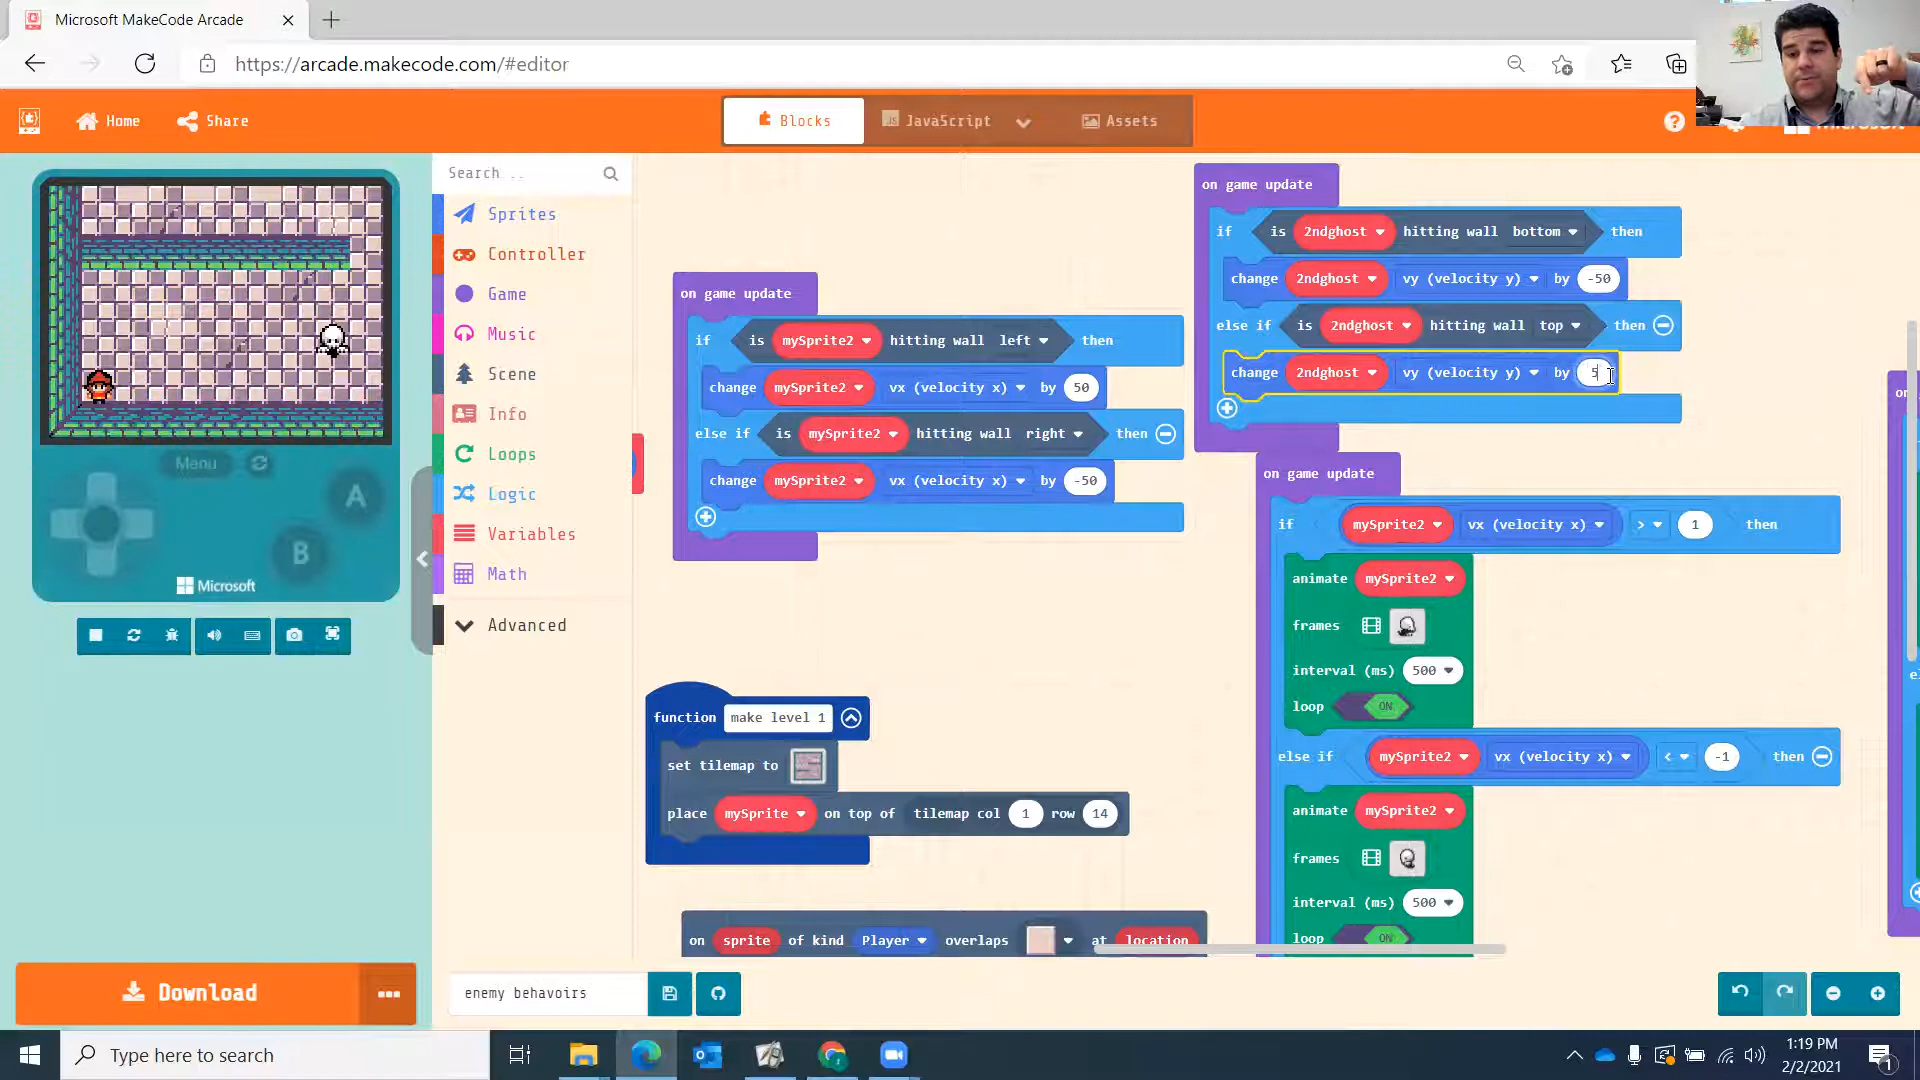 Microsoft MakeCode Arcade
https://arcade.makecode.com/#editor
Home
Share
Blocks
JavaScript
Assets
Menu
A
B
Microsoft
Download
Search ..
Sprites
Controller
Game
Music
Scene
Info
Loops
Logic
Variables
Math
Advanced
on game update
if is mySprite2 hitting wall left then
change mySprite2 vx (velocity x) by 50
else if is mySprite2 hitting wall right then
change mySprite2 vx (velocity x) by -50
function make level 1
set tilemap to
place mySprite on top of tilemap col 1 row 14
on sprite of kind Player overlaps at location
on game update
if is 2ndghost hitting wall bottom then
change 2ndghost vy (velocity y) by -50
else if is 2ndghost hitting wall top then
change 2ndghost vy (velocity y) by 5
on game update
if mySprite2 vx (velocity x) > 1 then
animate mySprite2
frames
interval (ms) 500
loop ON
else if mySprite2 vx (velocity x) < -1 then
animate mySprite2
frames
interval (ms) 500
loop ON
enemy behavoirs
Type here to search
1:19 PM
2/2/2021
1